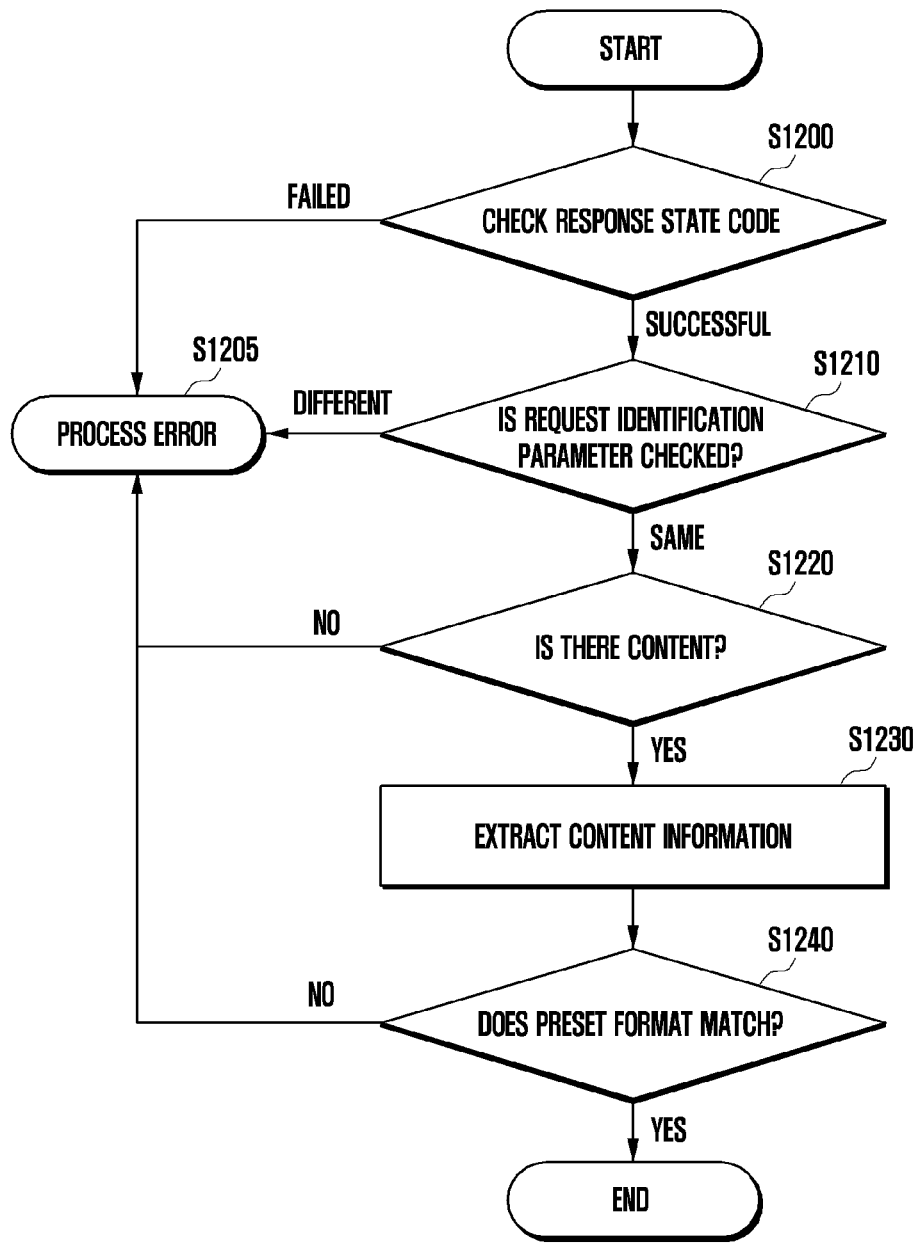 START
S1200
FAILED
CHECK RESPONSE STATE CODE
SUCCESSFUL
S1205
S1210
DIFFERENT
PROCESS ERROR
IS REQUEST IDENTIFICATION
PARAMETER CHECKED?
SAME
S1220
NO
IS THERE CONTENT?
YES
S1230
EXTRACT CONTENT INFORMATION
S1240
NO
DOES PRESET FORMAT MATCH?
YES
END